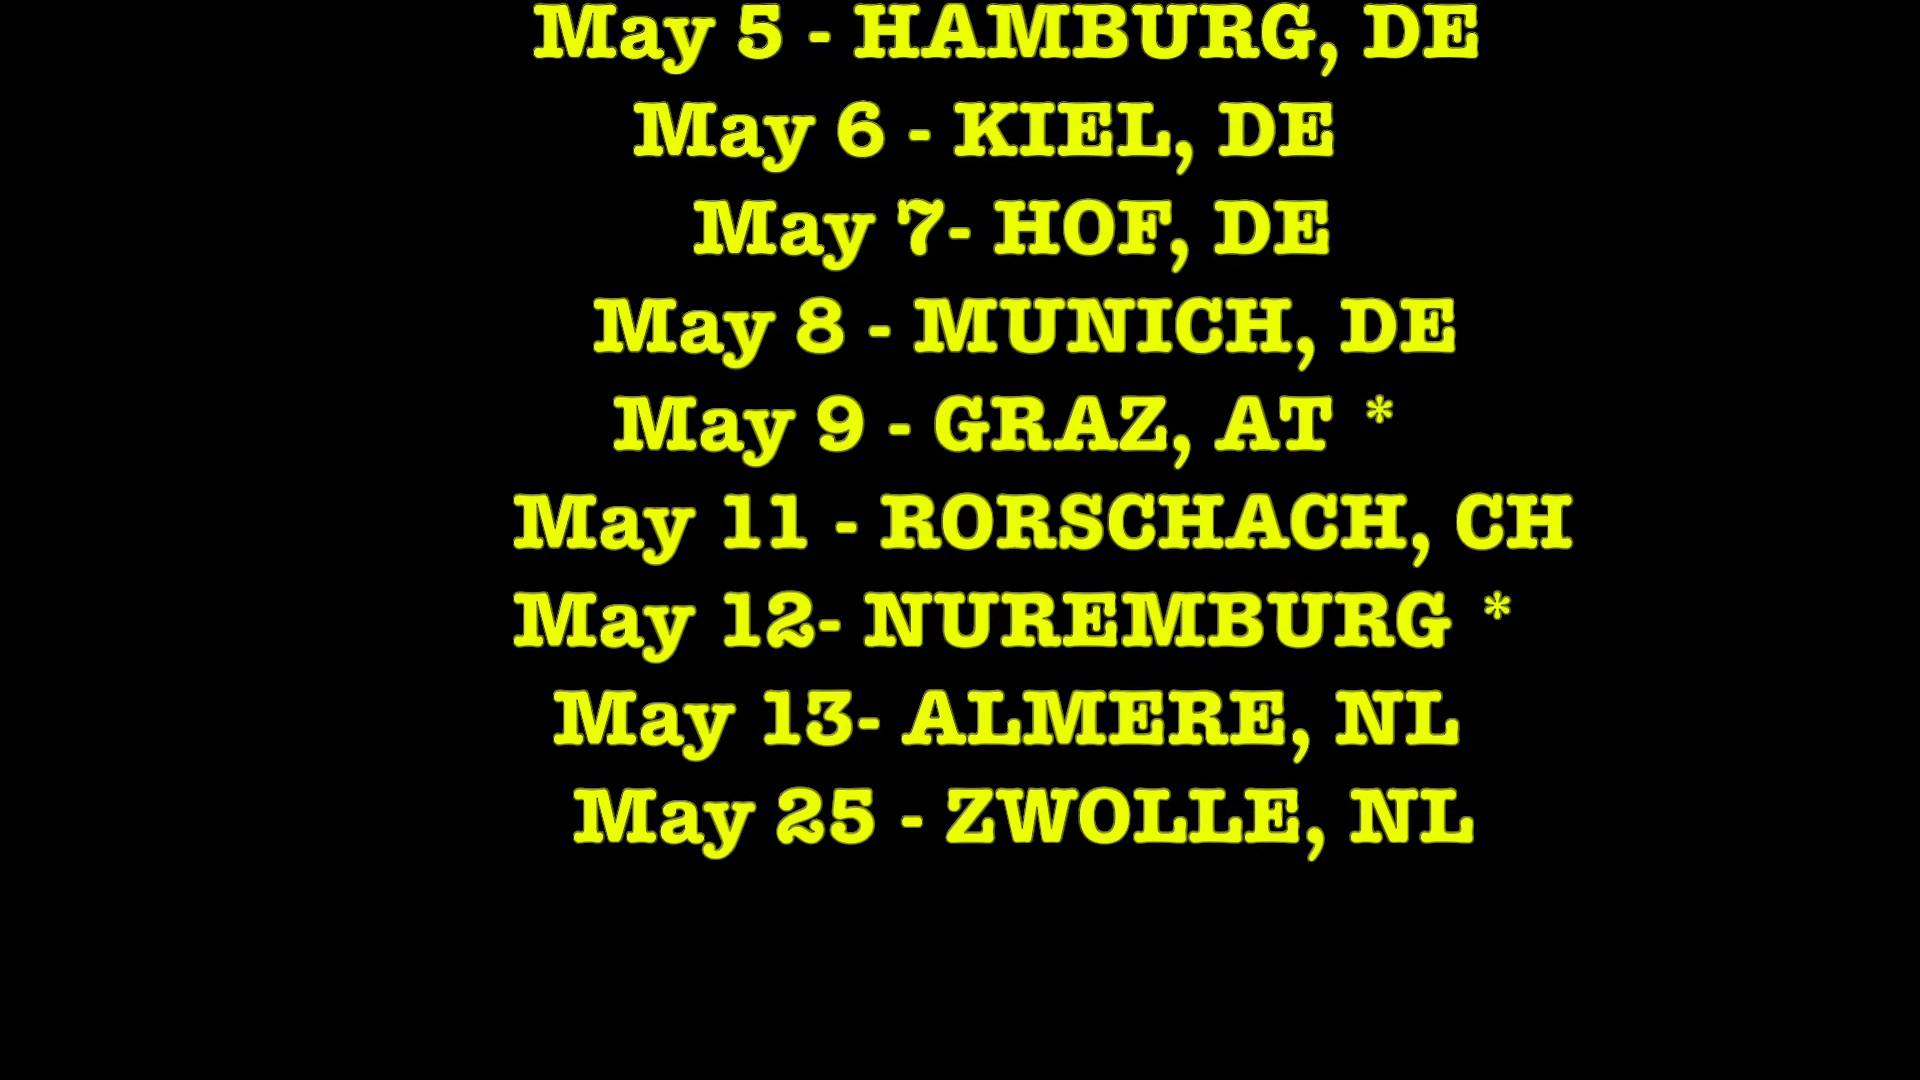 May 5 - HAMBURG, DE
May 6 - KIEL, DE
May 7- HOF, DE
May 8 - MUNICH, DE
May 9 - GRAZ, AT *
May 11 - RORSCHACH, CH
May 12- NUREMBURG *
May 13- ALMERE, NL
May 25 - ZWOLLE, NL